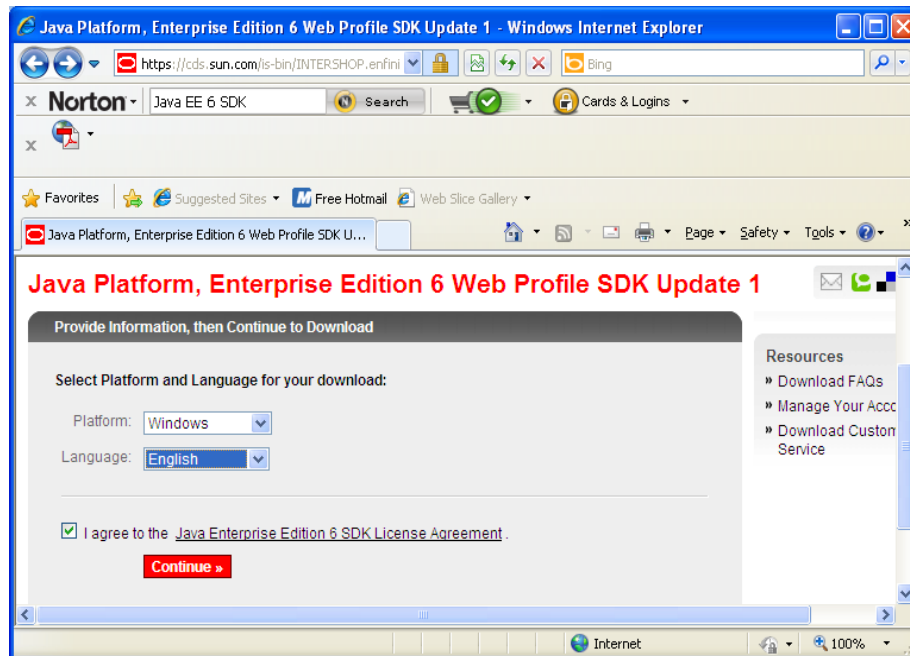 Java Platform, Enterprise Edition 6 Web Profile SDK Update 1 - Windows Internet Explorer
https://cds.sun.com/is-bin/INTERSHOP.enfini
Bing
Norton
Java EE 6 SDK
Search
Cards & Logins
Favorites
Suggested Sites
Free Hotmail
Web Slice Gallery
Java Platform, Enterprise Edition 6 Web Profile SDK U...
Page
Safety
Tools
Java Platform, Enterprise Edition 6 Web Profile SDK Update 1
Provide Information, then Continue to Download
Select Platform and Language for your download:
Platform: Windows
Language: English
I agree to the Java Enterprise Edition 6 SDK License Agreement .
Continue »
Resources
» Download FAQs
» Manage Your Acco
» Download Custom
Service
Internet
100%